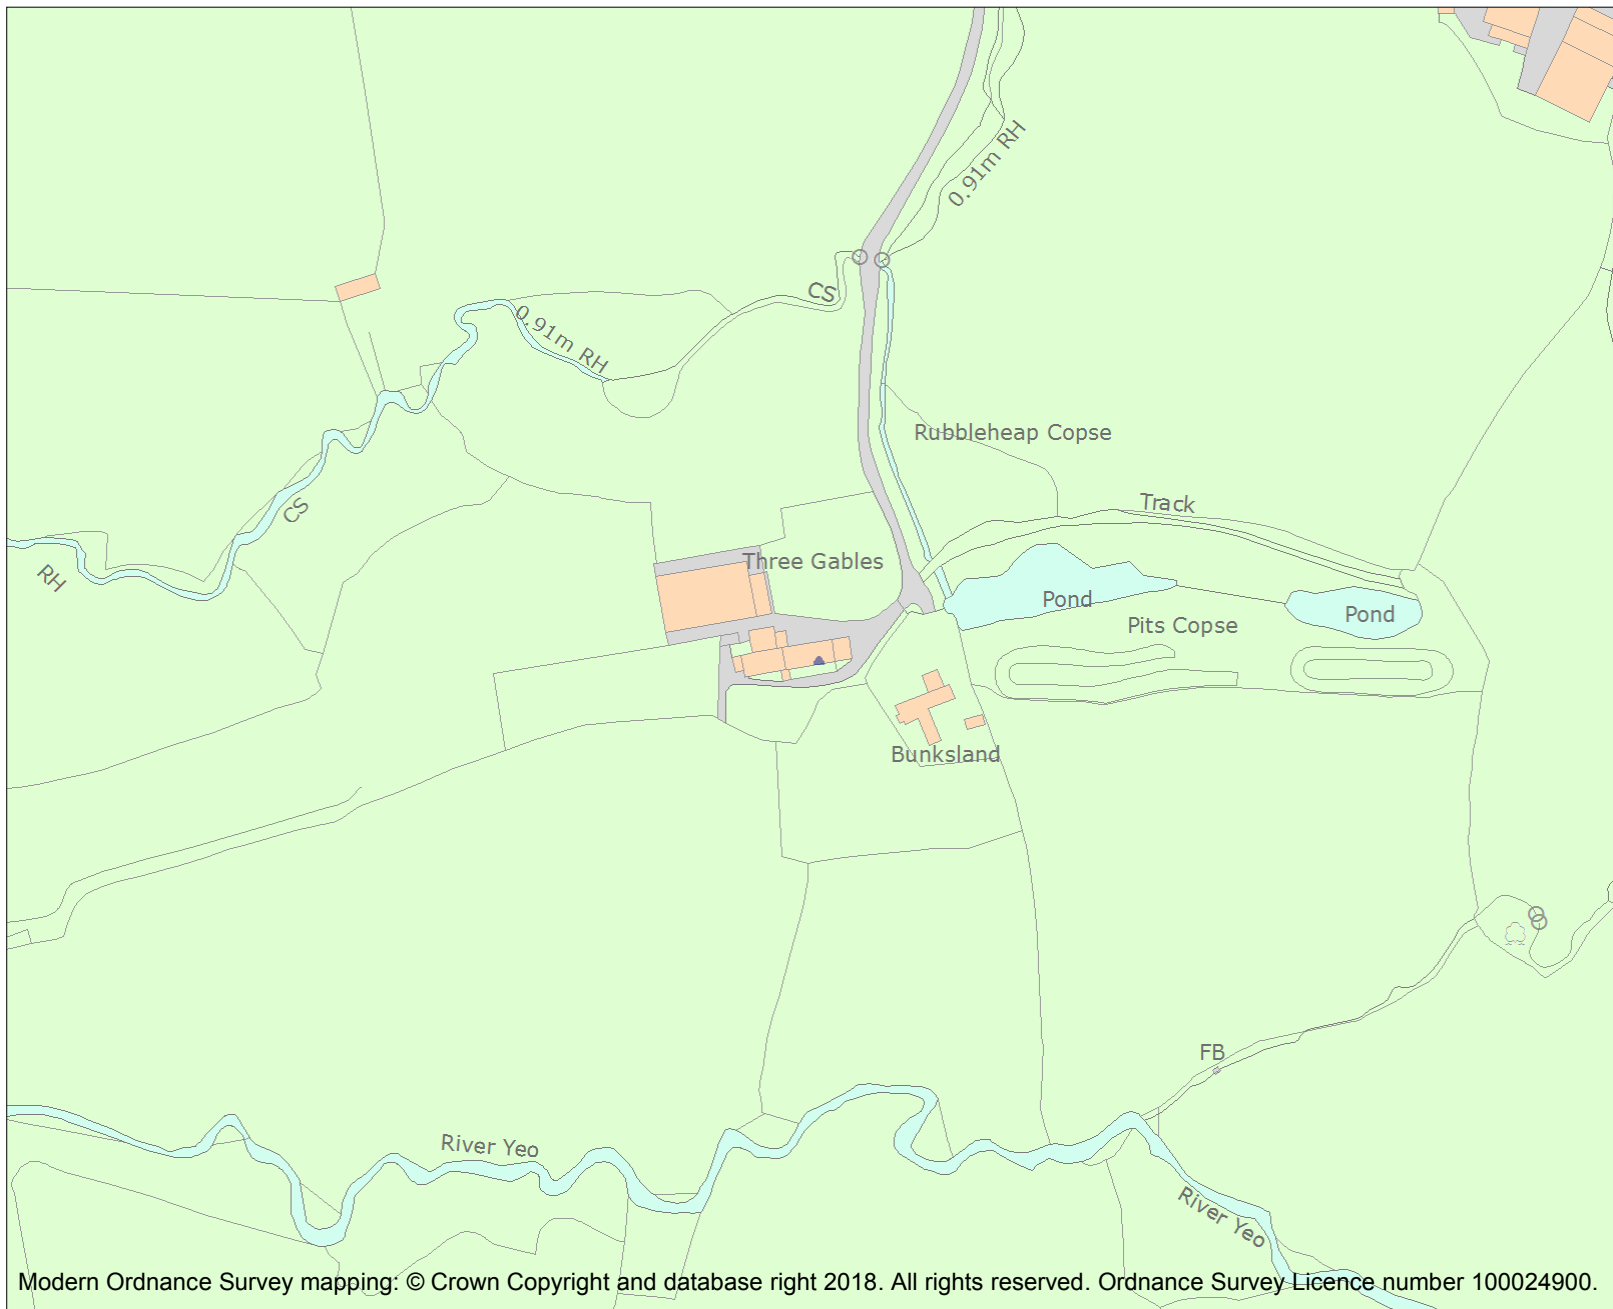 0.91m RH
CS
0.91m RH
Rubbleheap Copse
Track
CS
Three Gables
RH
Pond
Pond
Pits Copse
Bunksland
FB
River Yeo
River Yeo
Modern Ordnance Survey mapping: © Crown Copyright and database right 2018. All rights reserved. Ordnance Survey Licence number 100024900.